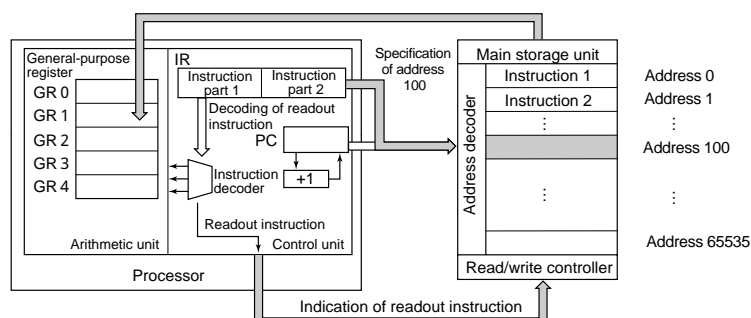 General-purpose
register
GR 0
GR 1
GR 2
GR 3
GR 4
Arithmetic unit
IR
Instruction
part 1
Instruction
part 2
Decoding of readout
instruction
PC
+1
Instruction
decoder
Readout instruction
Control unit
Processor
Specification
of address
100
Main storage unit
Address decoder
Instruction 1
Instruction 2
⋮
⋮
Read/write controller
Address 0
Address 1
⋮
Address 100
⋮
Address 65535
Indication of readout instruction